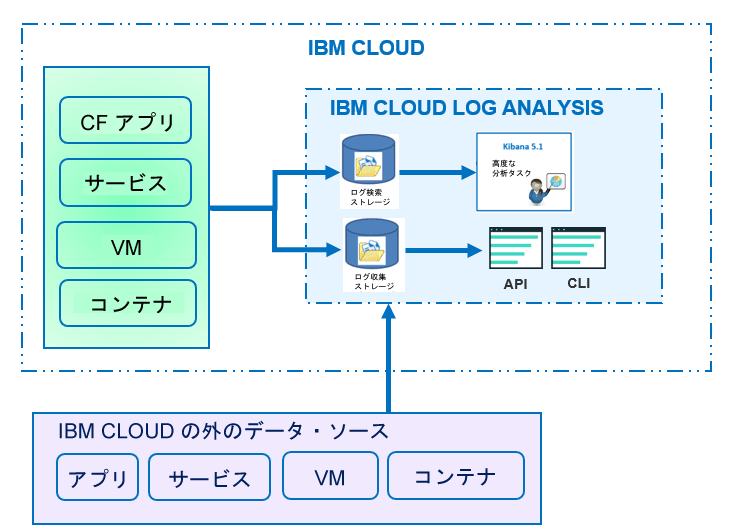 IBM CLOUD
CF アプリ
サービス
VM
コンテナ
IBM CLOUD LOG ANALYSIS
ログ検索
ストレージ
Kibana 5.1
高度な
分析タスク
ログ収集
ストレージ
API
CLI
IBM CLOUD の外のデータ・ソース
アプリ
サービス
VM
コンテナ